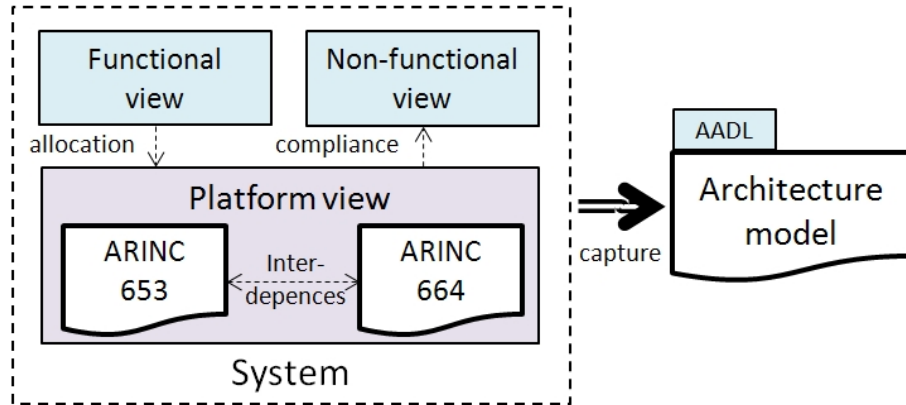 Functional
view
Non-functional
view
allocation
compliance
Platform view
ARINC
653
Inter-
depences
ARINC
664
System
capture
AADL
Architecture
model